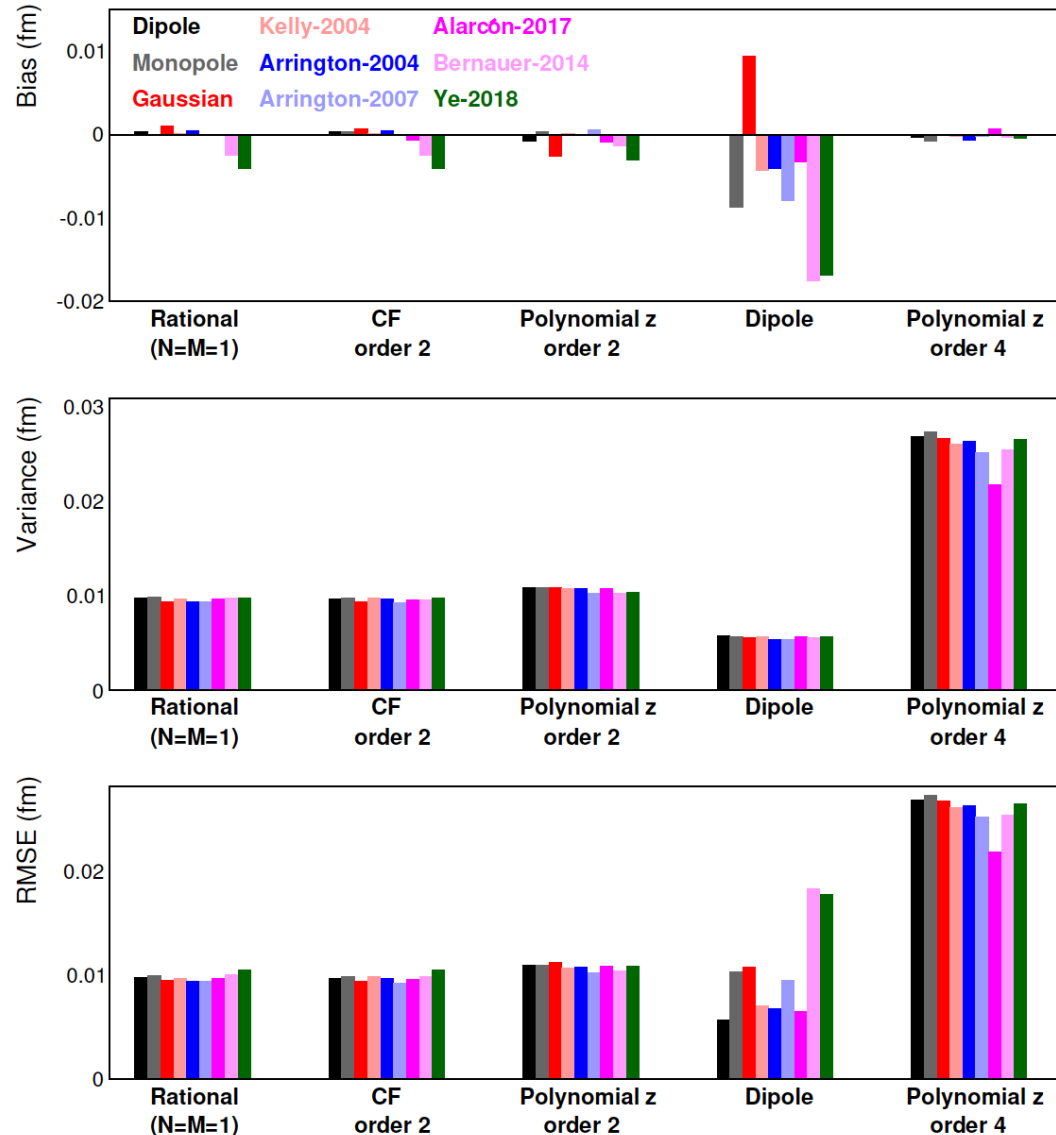 Bias (fm)
Dipole Kelly-2004 Alarcón-2017
Monopole Arrington-2004 Bernauer-2014
Gaussian Arrington-2007 Ye-2018
0.01
0
-0.01
-0.02
Rational CF Polynomial z Dipole Polynomial z
(N=M=1) order 2 order 2 order 4
Variance (fm)
0.03
0.02
0.01
0
Rational CF Polynomial z Dipole Polynomial z
(N=M=1) order 2 order 2 order 4
RMSE (fm)
0.02
0.01
0
Rational CF Polynomial z Dipole Polynomial z
(N=M=1) order 2 order 2 order 4